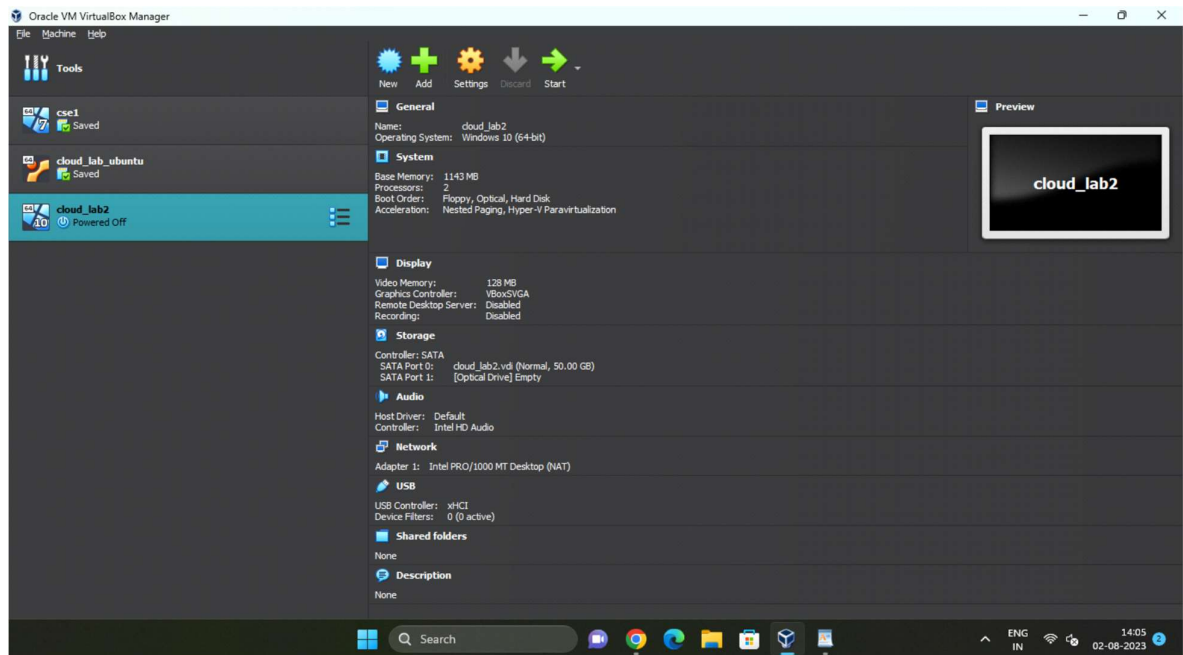 Oracle VM VirtualBox Manager
File Machine Help
Tools
New Add Settings Discard Start
64
7
cse1
Saved
64
cloud_lab_ubuntu
Saved
64
10
cloud_lab2
Powered Off
General
Name: cloud_lab2
Operating System: Windows 10 (64-bit)
System
Base Memory: 1143 MB
Processors: 2
Boot Order: Floppy, Optical, Hard Disk
Acceleration: Nested Paging, Hyper-V Paravirtualization
Preview
cloud_lab2
Display
Video Memory: 128 MB
Graphics Controller: VBoxSVGA
Remote Desktop Server: Disabled
Recording: Disabled
Storage
Controller: SATA
SATA Port 0: cloud_lab2.vdi (Normal, 50.00 GB)
SATA Port 1: [Optical Drive] Empty
Audio
Host Driver: Default
Controller: Intel HD Audio
Network
Adapter 1: Intel PRO/1000 MT Desktop (NAT)
USB
USB Controller: xHCI
Device Filters: 0 (0 active)
Shared folders
None
Description
None
Search
ENG
IN
14:05
02-08-2023
2